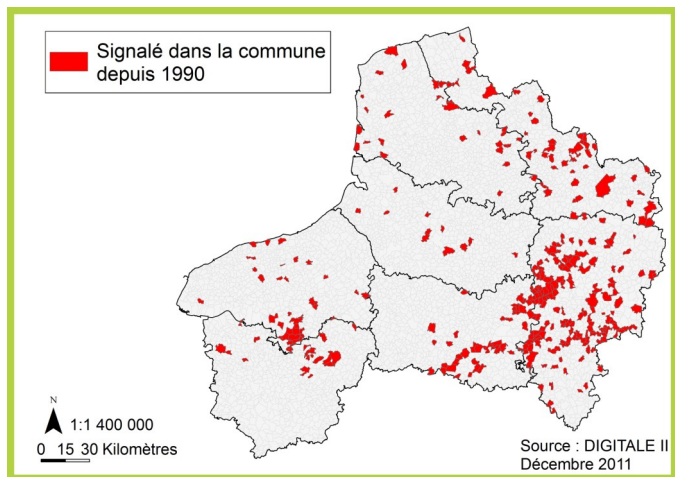 Signalé dans la commune
depuis 1990
N
1:1 400 000
0 15 30 Kilomètres
Source : DIGITALE II
Décembre 2011